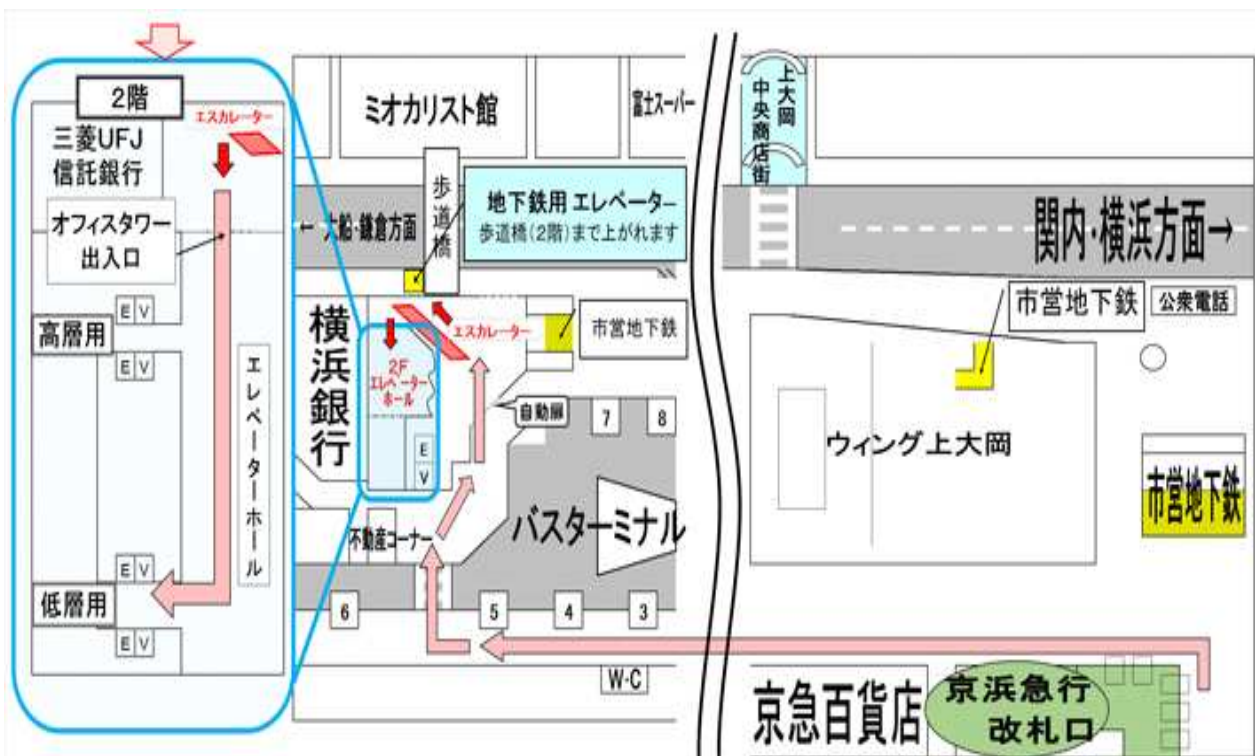 2階
エスカレーター
三菱UFJ
信託銀行
オフィスタワー
出入口
E V
高層用
E V
エレベーターホール
E V
低層用
E V
ミオカリスト館
富士スーパー
上大岡
中央商店街
歩道橋
地下鉄用 エレベーター
歩道橋(2階)まで上がれます
← 大船・鎌倉方面
関内・横浜方面→
横浜銀行
エスカレーター
市営地下鉄
2F
エレベーター
ホール
自動扉
E
V
7
8
バスターミナル
不動産コーナー
6
5
4
3
W・C
市営地下鉄
公衆電話
ウィング上大岡
市営地下鉄
京急百貨店
京浜急行
改札口